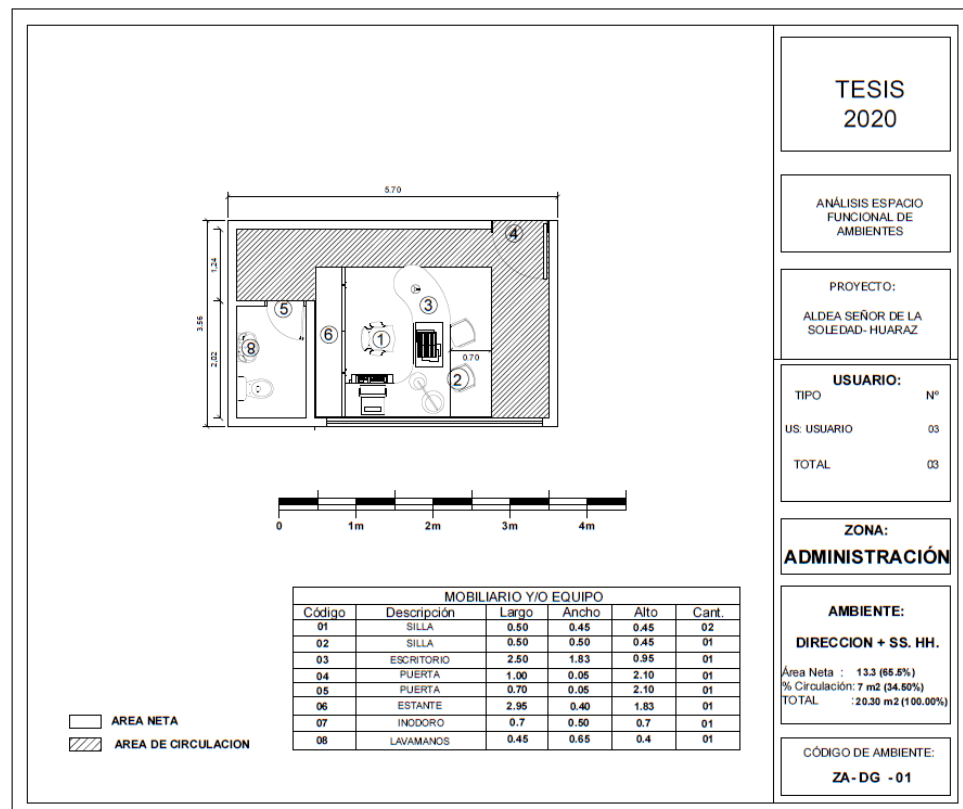 TESIS
2020
ANÁLISIS ESPACIO
FUNCIONAL DE
AMBIENTES
PROYECTO:
ALDEA SEÑOR DE LA
SOLEDAD- HUARAZ
USUARIO:
TIPO Nº
US: USUARIO 03
TOTAL 03
ZONA:
ADMINISTRACIÓN
AMBIENTE:
DIRECCION + SS. HH.
Área Neta : 13.3 (65.5%)
% Circulación: 7 m2 (34.50%)
TOTAL : 20.30 m2 (100.00%)
CÓDIGO DE AMBIENTE:
ZA- DG - 01
5.70
1,24
3.56
2,02
0.70
4
5
3
6
1
8
2
0 1m 2m 3m 4m
MOBILIARIO Y/O EQUIPO
Código Descripción Largo Ancho Alto Cant.
01 SILLA 0.50 0.45 0.45 02
02 SILLA 0.50 0.50 0.45 01
03 ESCRITORIO 2.50 1.83 0.95 01
04 PUERTA 1.00 0.05 2.10 01
05 PUERTA 0.70 0.05 2.10 01
06 ESTANTE 2.95 0.40 1.83 01
07 INODORO 0.7 0.50 0.7 01
08 LAVAMANOS 0.45 0.65 0.4 01
AREA NETA
AREA DE CIRCULACION